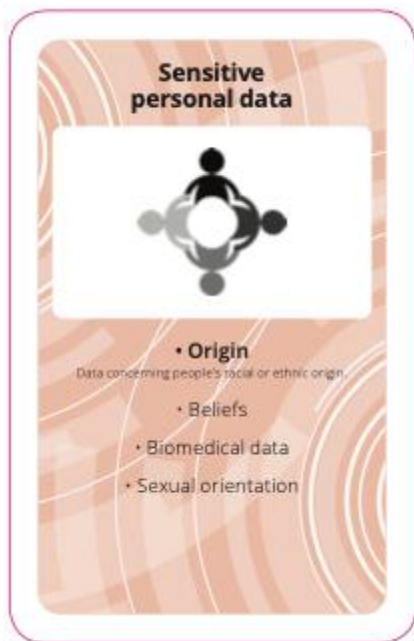 Sensitive
personal data
• Origin
Data concerning people's racial or ethnic origin.
• Beliefs
• Biomedical data
• Sexual orientation